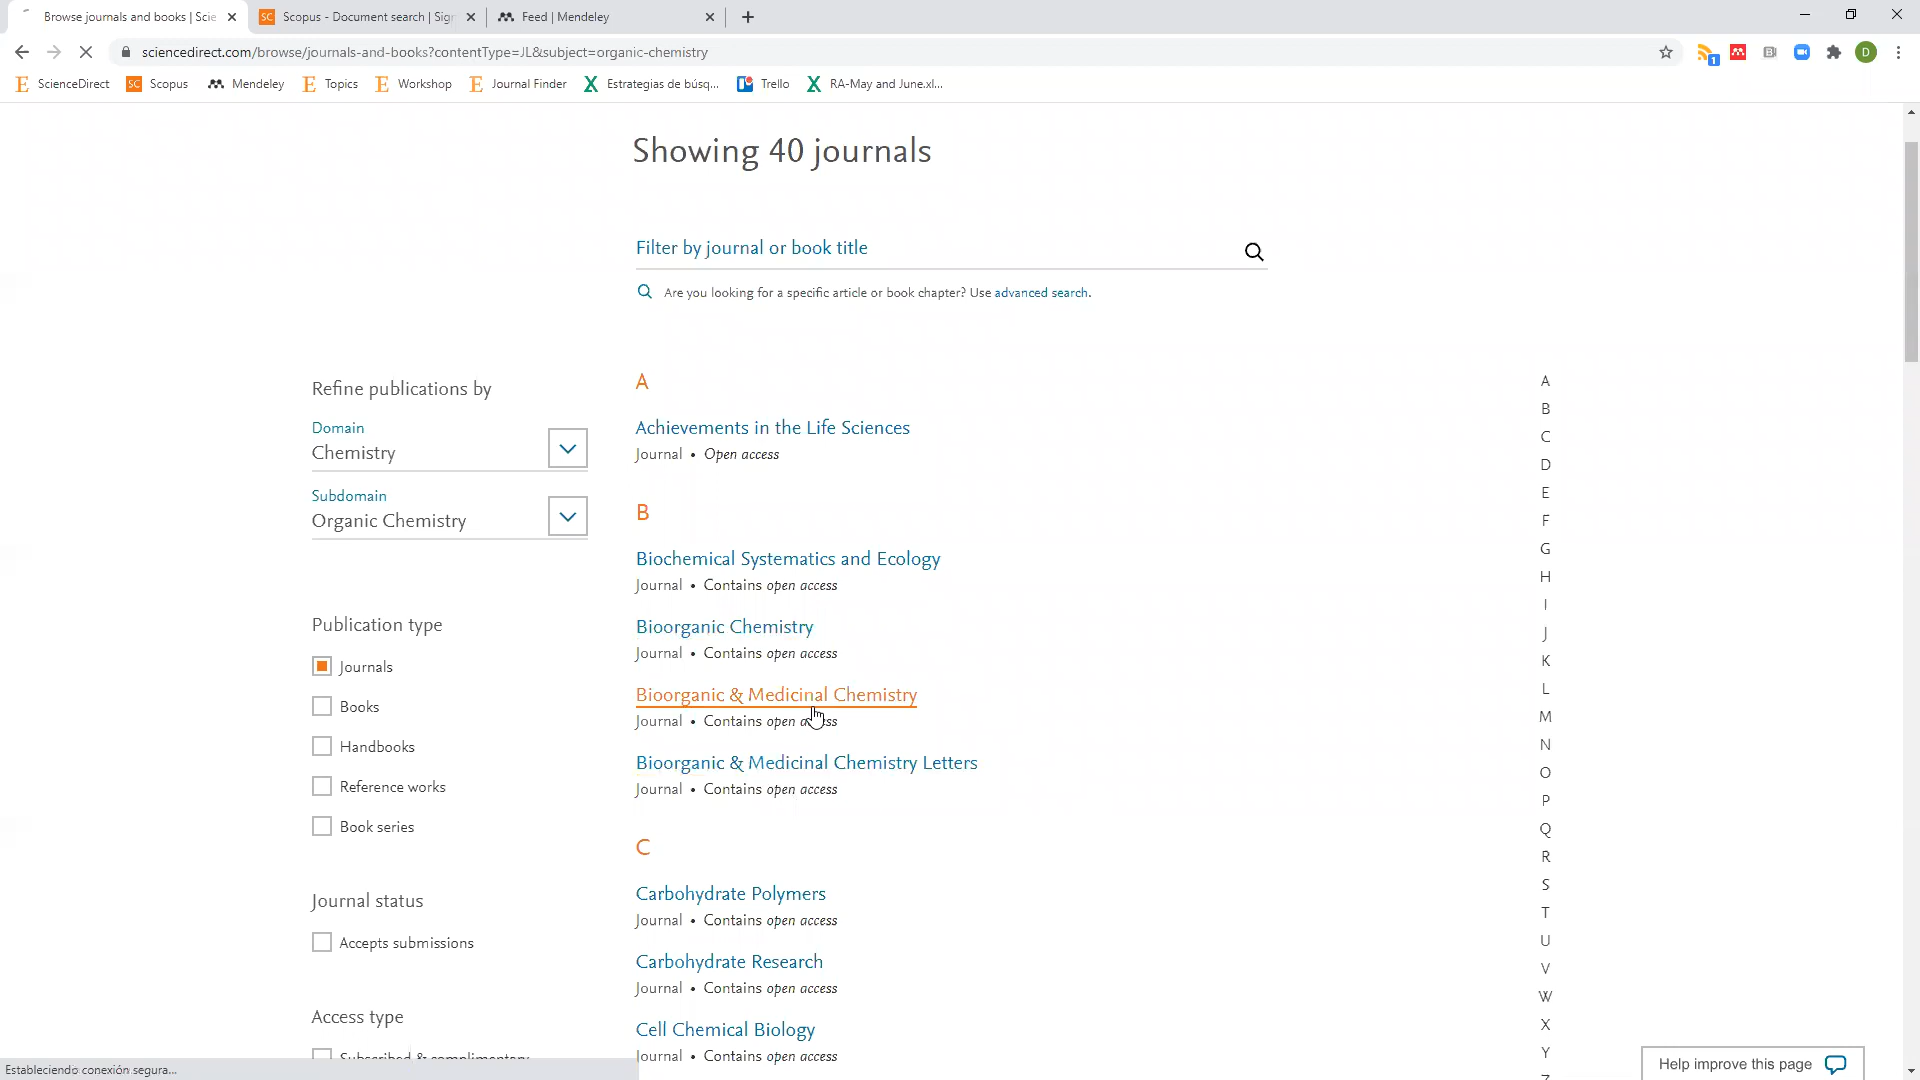 Browse journals and books | Scie
Scopus - Document search | Sign
Feed | Mendeley
sciencedirect.com/browse/journals-and-books?contentType=JL&subject=organic-chemistry
1
D
ScienceDirect
SC Scopus
Mendeley
Topics
Workshop
Journal Finder
Estrategias de búsq...
Trello
RA-May and June.xl...
Showing 40 journals
Filter by journal or book title
Are you looking for a specific article or book chapter? Use advanced search.
Refine publications by
Domain
Chemistry
Subdomain
Organic Chemistry
Publication type
Journals
Books
Handbooks
Reference works
Book series
Journal status
Accepts submissions
Access type
Subscribed & complimentary
A
Achievements in the Life Sciences
Journal • Open access
B
Biochemical Systematics and Ecology
Journal • Contains open access
Bioorganic Chemistry
Journal • Contains open access
Bioorganic & Medicinal Chemistry
Journal • Contains open access
Bioorganic & Medicinal Chemistry Letters
Journal • Contains open access
C
Carbohydrate Polymers
Journal • Contains open access
Carbohydrate Research
Journal • Contains open access
Cell Chemical Biology
Journal • Contains open access
A
B
C
D
E
F
G
H
I
J
K
L
M
N
O
P
Q
R
S
T
U
V
W
X
Y
Z
Help improve this page
Estableciendo conexión segura...